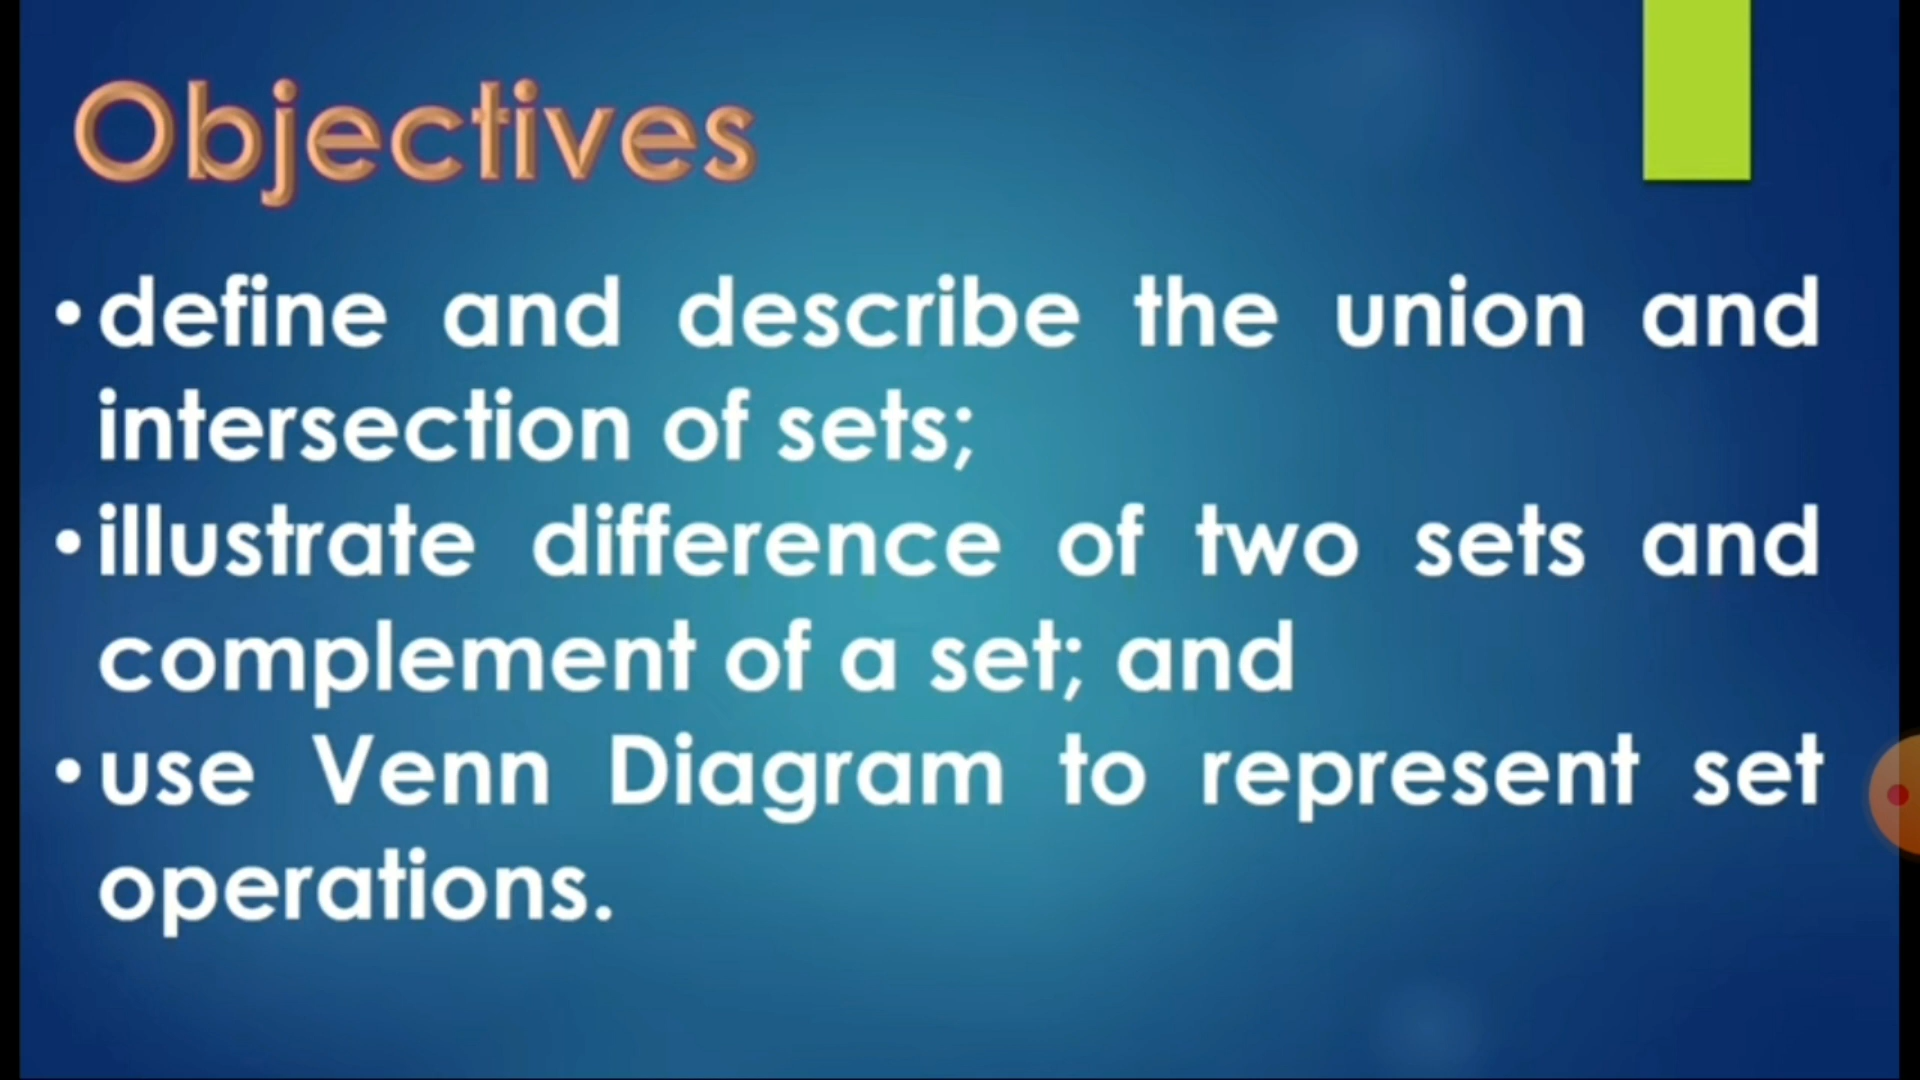 Objectives
• define and describe the union and
intersection of sets;
• illustrate difference of two sets and
complement of a set; and
• use Venn Diagram to represent set
operations.